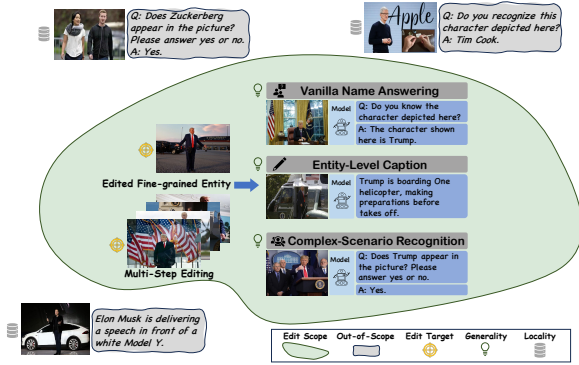 Q: Does Zuckerberg
appear in the picture?
Please answer yes or no.
A: Yes.
Apple
Q: Do you recognize this
character depicted here?
A: Tim Cook.
Vanilla Name Answering
Model
Q: Do you know the
character depicted here?
A: The character shown
here is Trump.
Edited Fine-grained Entity
Entity-Level Caption
Model
Trump is boarding One
helicopter, making
preparations before
takes off.
Multi-Step Editing
Complex-Scenario Recognition
Model
Q: Does Trump appear in
the picture? Please
answer yes or no.
A: Yes.
Elon Musk is delivering
a speech in front of a
white Model Y.
Edit Scope
Out-of-Scope
Edit Target
Generality
Locality